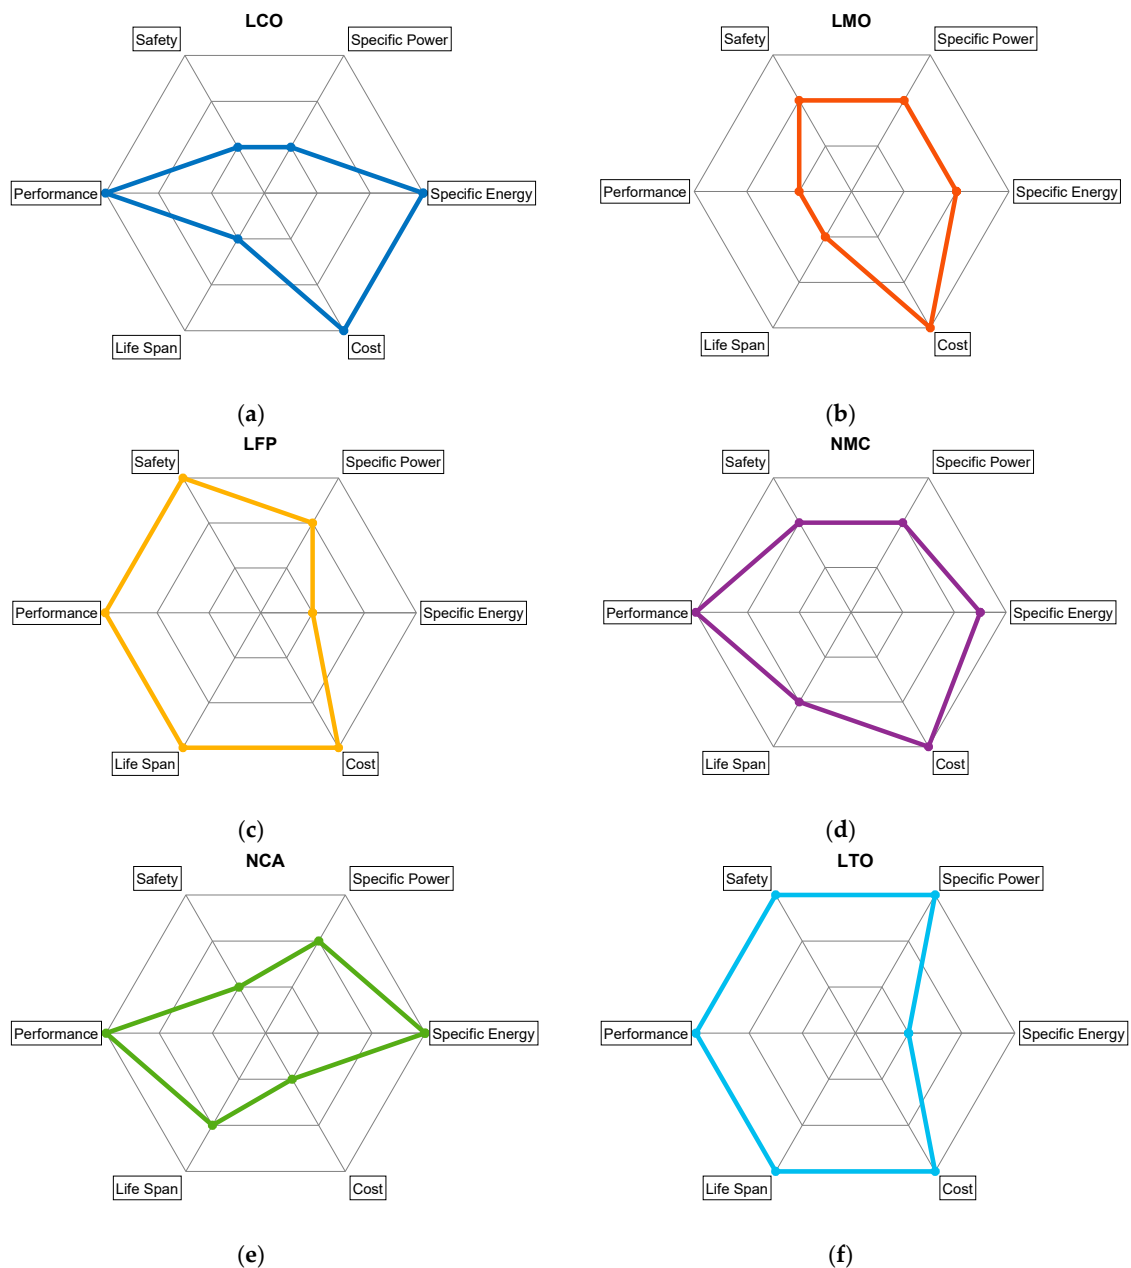 LCO
Safety
Specific Power
Performance
Specific Energy
Life Span
Cost
(a)
LMO
Safety
Specific Power
Performance
Specific Energy
Life Span
Cost
(b)
LFP
Safety
Specific Power
Performance
Specific Energy
Life Span
Cost
(c)
NMC
Safety
Specific Power
Performance
Specific Energy
Life Span
Cost
(d)
NCA
Safety
Specific Power
Performance
Specific Energy
Life Span
Cost
(e)
LTO
Safety
Specific Power
Performance
Specific Energy
Life Span
Cost
(f)